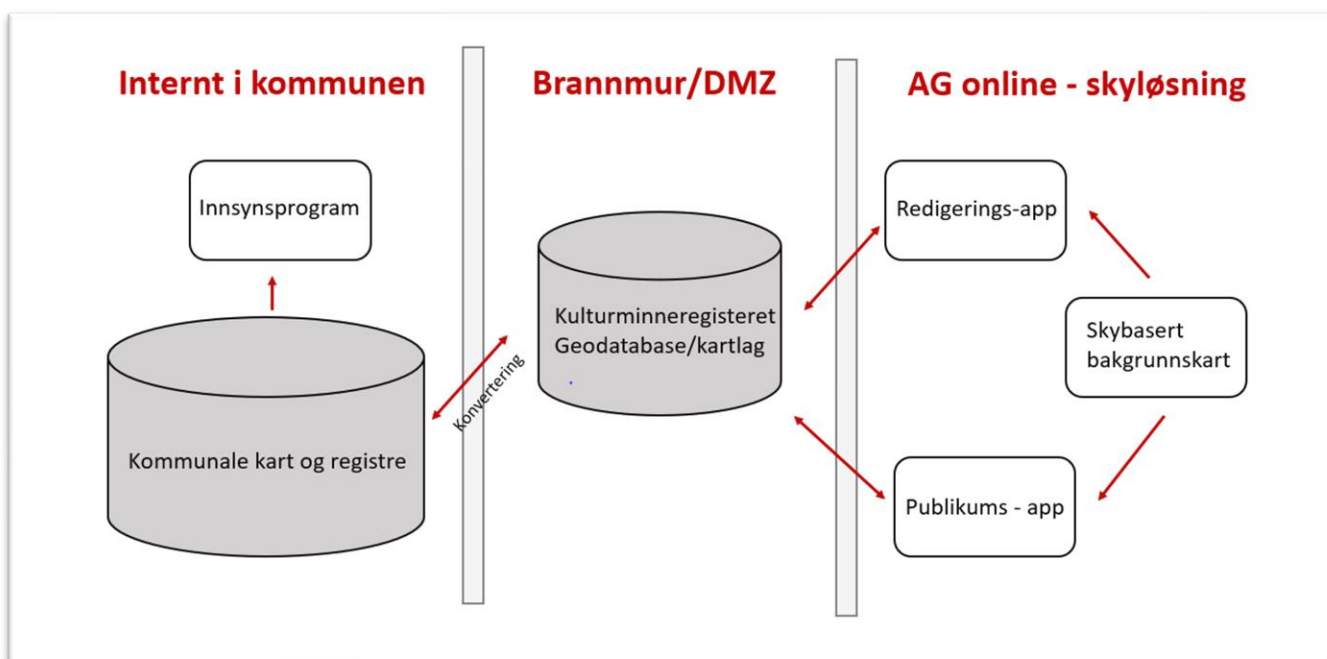 Internt i kommunen
Brannmur/DMZ
AG online - skyløsning
Innsynsprogram
Kommunale kart og registre
Konvertering
Kulturminneregisteret
Geodatabase/kartlag
Redigerings-app
Skybasert
bakgrunnskart
Publikums - app